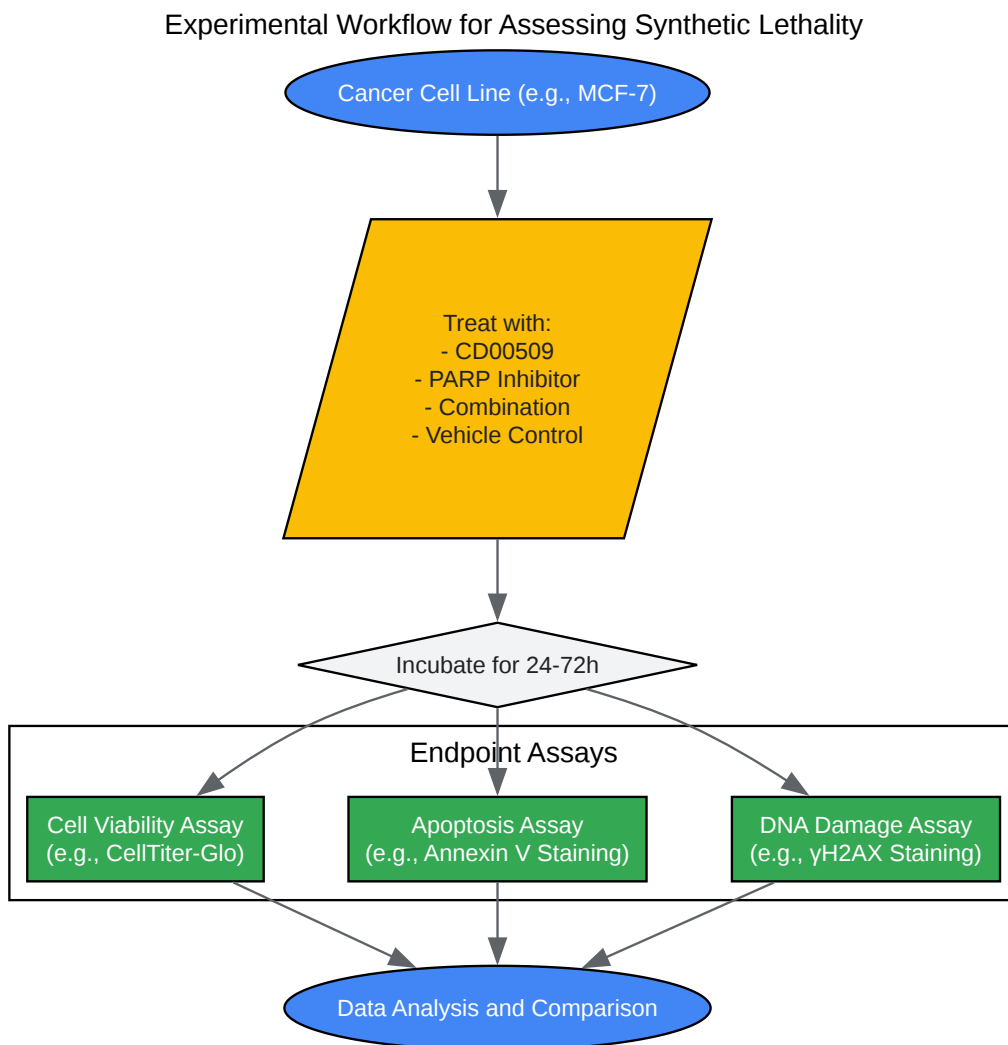 Experimental Workflow for Assessing Synthetic Lethality
Cancer Cell Line (e.g., MCF-7)
Treat with:
- CD00509
- PARP Inhibitor
- Combination
- Vehicle Control
Incubate for 24-72h
Endpoint Assays
Cell Viability Assay
(e.g., CellTiter-Glo)
Apoptosis Assay
(e.g., Annexin V Staining)
DNA Damage Assay
(e.g., γH2AX Staining)
Data Analysis and Comparison